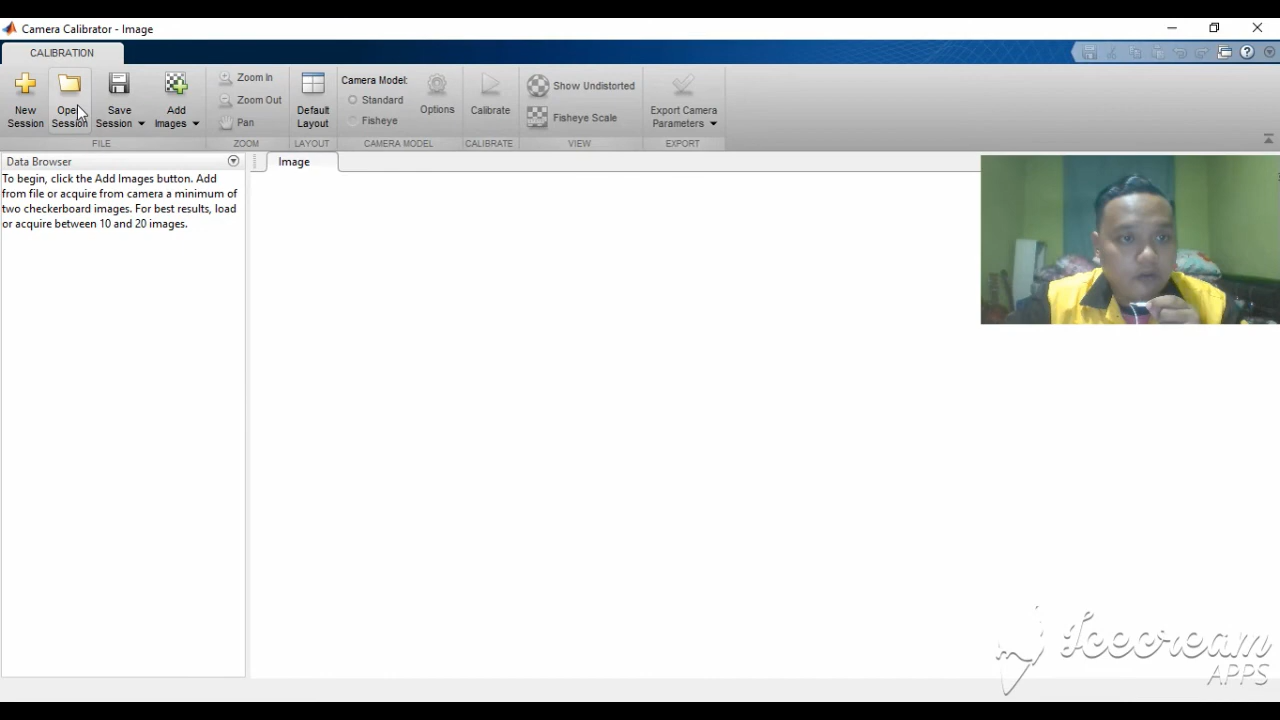 Camera Calibrator - Image
CALIBRATION
New
Session
Open
Session
Save
Session
Add
Images
FILE
Zoom In
Zoom Out
Pan
ZOOM
Default
Layout
LAYOUT
Camera Model:
Standard
Fisheye
Options
CAMERA MODEL
Calibrate
CALIBRATE
Show Undistorted
Fisheye Scale
VIEW
Export Camera
Parameters
EXPORT
Data Browser
To begin, click the Add Images button. Add
from file or acquire from camera a minimum of
two checkerboard images. For best results, load
or acquire between 10 and 20 images.
Image
Icecream
APPS